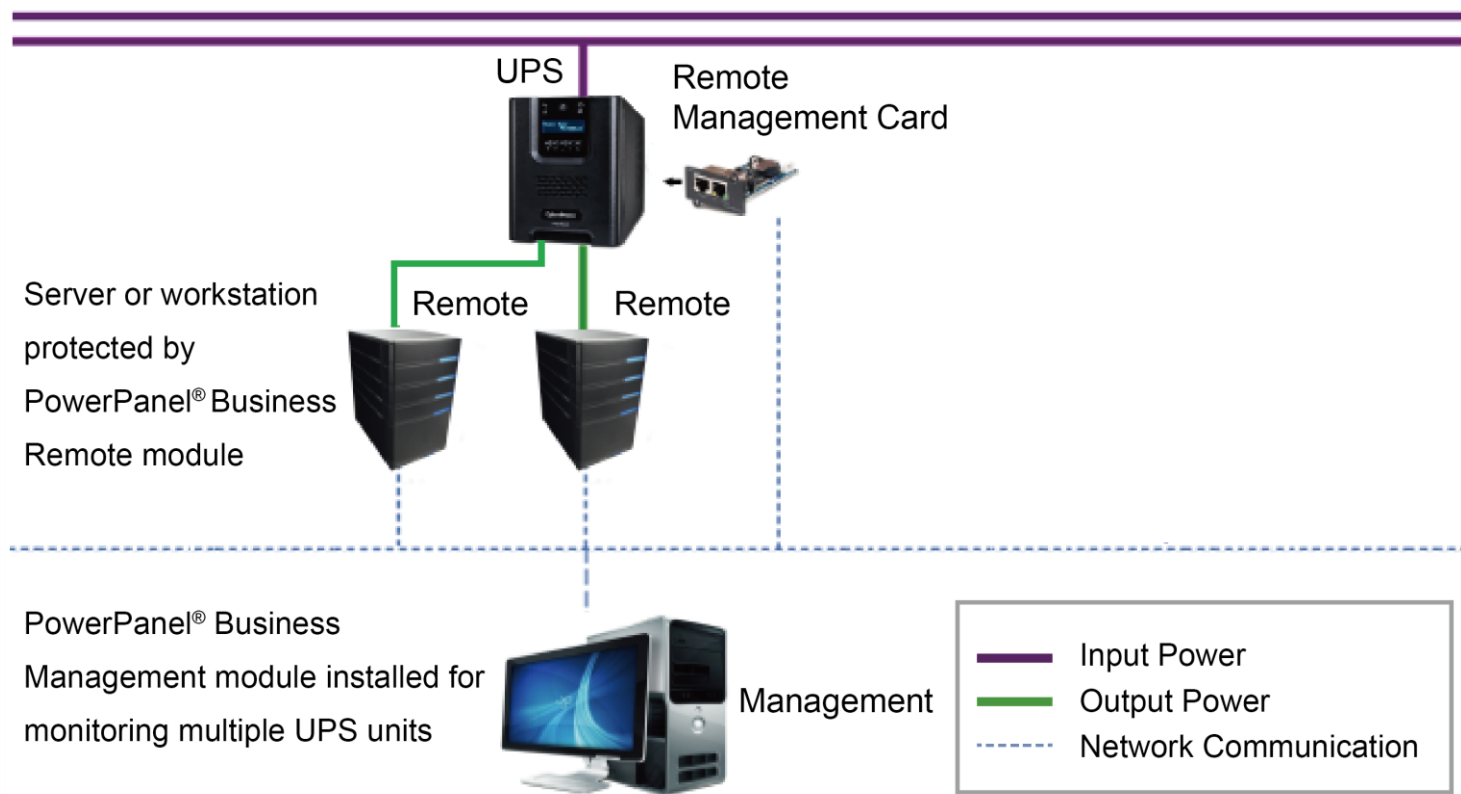 UPS
Remote
Management Card
Server or workstation
protected by
PowerPanel® Business
Remote module
Remote
Remote
PowerPanel® Business
Management module installed for
monitoring multiple UPS units
Management
Input Power
Output Power
Network Communication